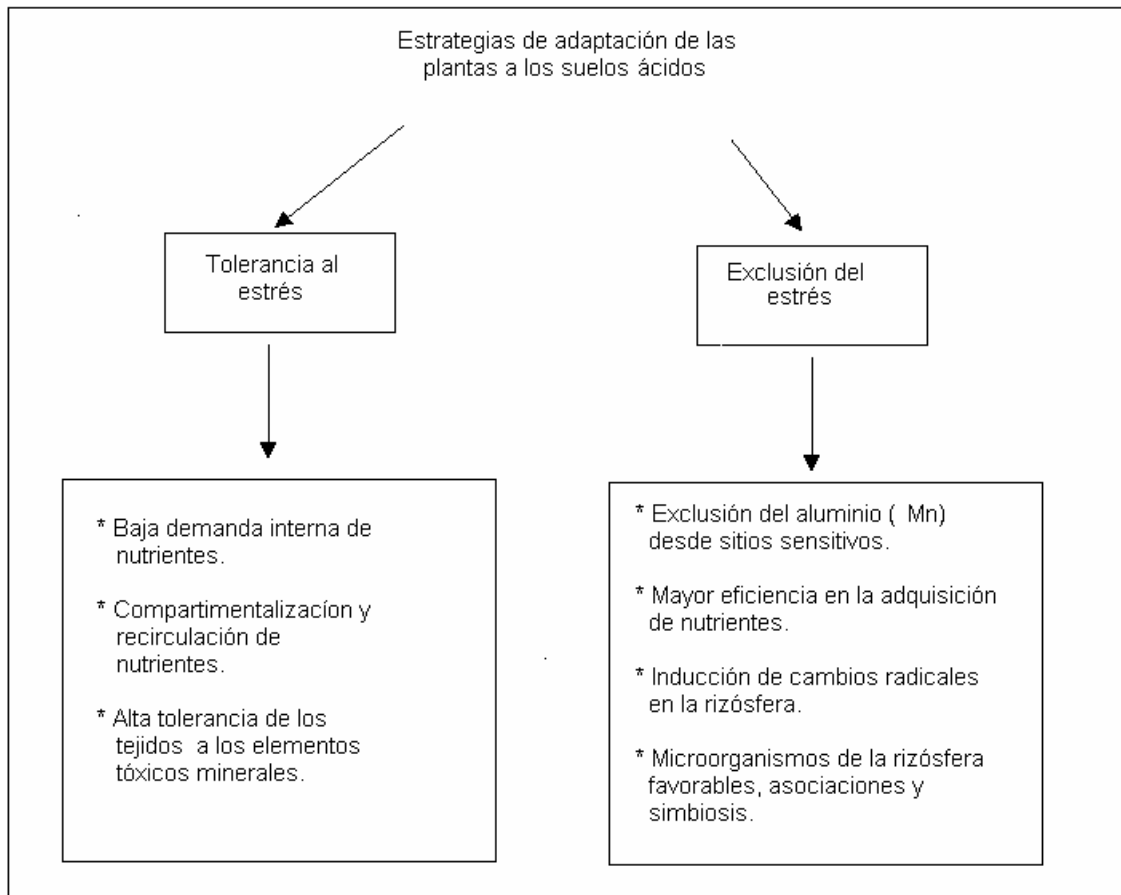 Estrategias de adaptación de las
plantas a los suelos ácidos
Tolerancia al
estrés
Exclusión del
estrés
* Baja demanda interna de
nutrientes.
* Compartimentalizacíon y
recirculación de
nutrientes.
* Alta tolerancia de los
tejidos a los elementos
tóxicos minerales.
* Exclusión del aluminio ( Mn)
desde sitios sensitivos.
* Mayor eficiencia en la adquisición
de nutrientes.
* Inducción de cambios radicales
en la rizósfera.
* Microorganismos de la rizósfera
favorables, asociaciones y
simbiosis.